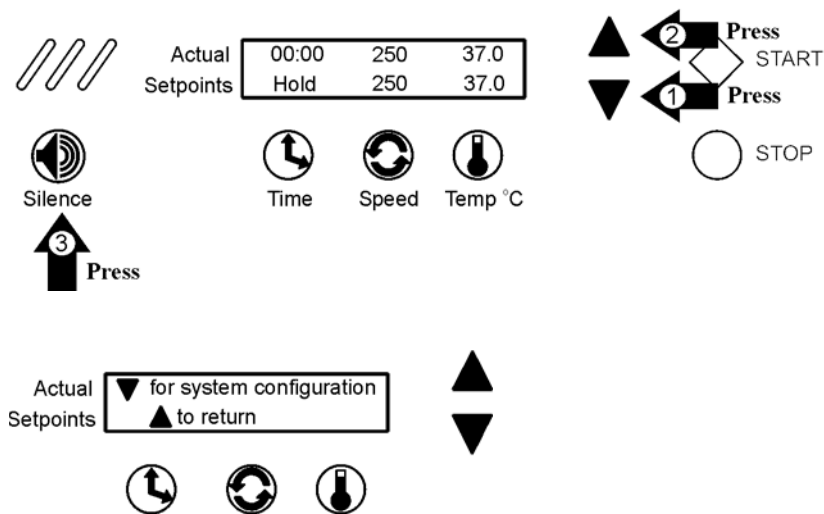 2 Press
Actual 00:00 250 37.0
START
Setpoints Hold 250 37.0
1 Press
STOP
Silence Time Speed Temp °C
3
Press
Actual ▼ for system configuration
Setpoints ▲ to return